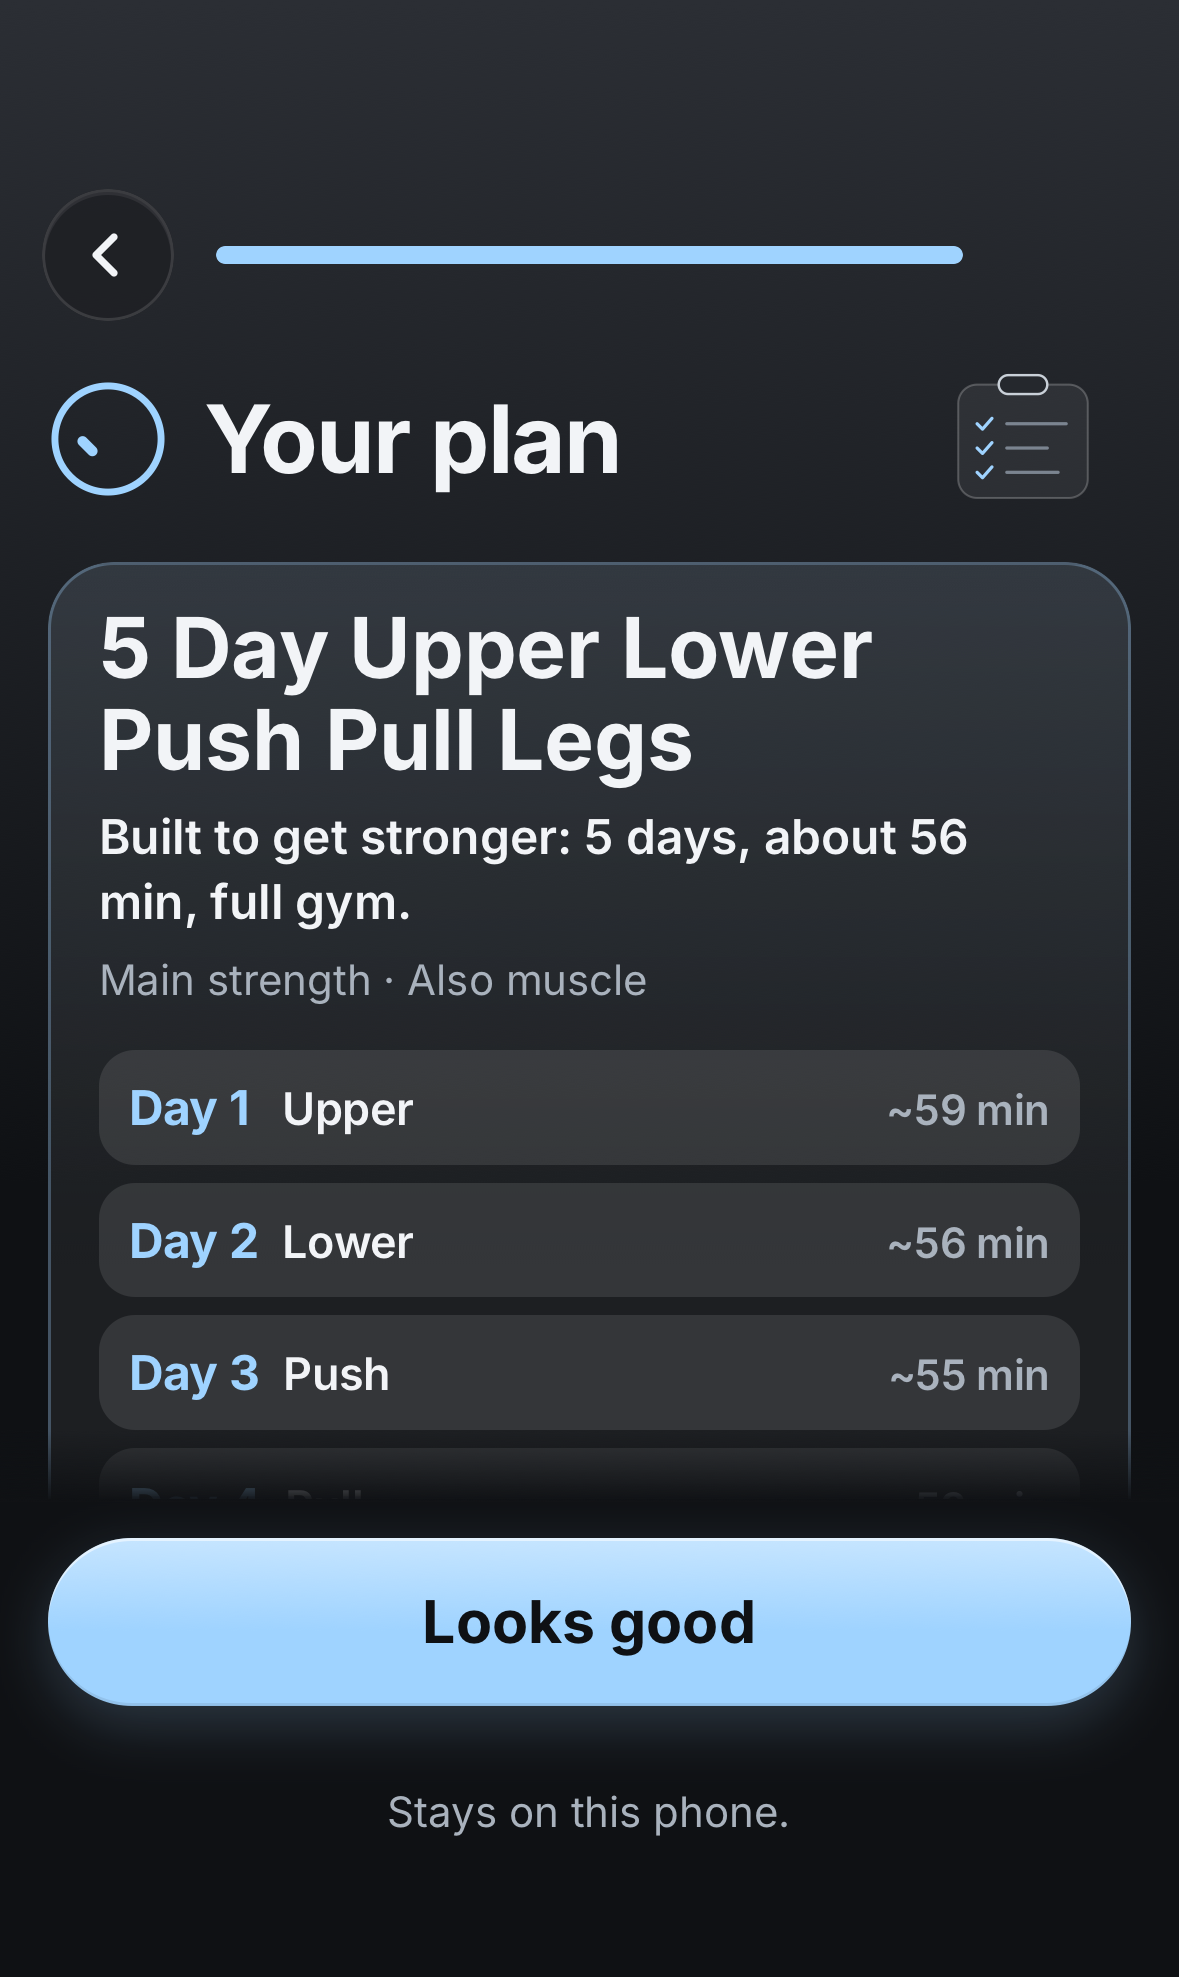 Your plan
5 Day Upper Lower
Push Pull Legs
Built to get stronger: 5 days, about 56
min, full gym.
Main strength · Also muscle
Day 1 Upper ~59 min
Day 2 Lower ~56 min
Day 3 Push ~55 min
Looks good
Stays on this phone.